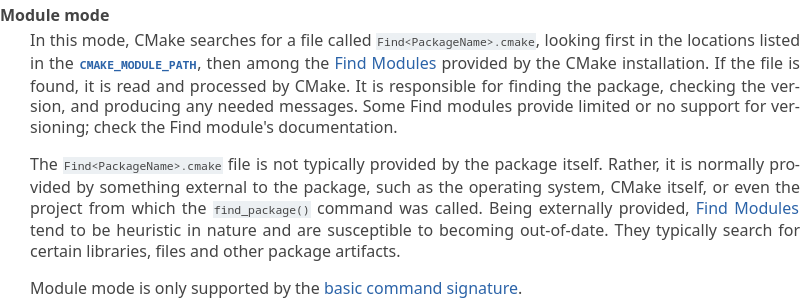 Module mode
In this mode, CMake searches for a file called Find<PackageName>.cmake, looking first in the locations listed
in the CMAKE_MODULE_PATH, then among the Find Modules provided by the CMake installation. If the file is
found, it is read and processed by CMake. It is responsible for finding the package, checking the ver-
sion, and producing any needed messages. Some Find modules provide limited or no support for ver-
sioning; check the Find module's documentation.
The Find<PackageName>.cmake file is not typically provided by the package itself. Rather, it is normally pro-
vided by something external to the package, such as the operating system, CMake itself, or even the
project from which the find_package() command was called. Being externally provided, Find Modules
tend to be heuristic in nature and are susceptible to becoming out-of-date. They typically search for
certain libraries, files and other package artifacts.
Module mode is only supported by the basic command signature.